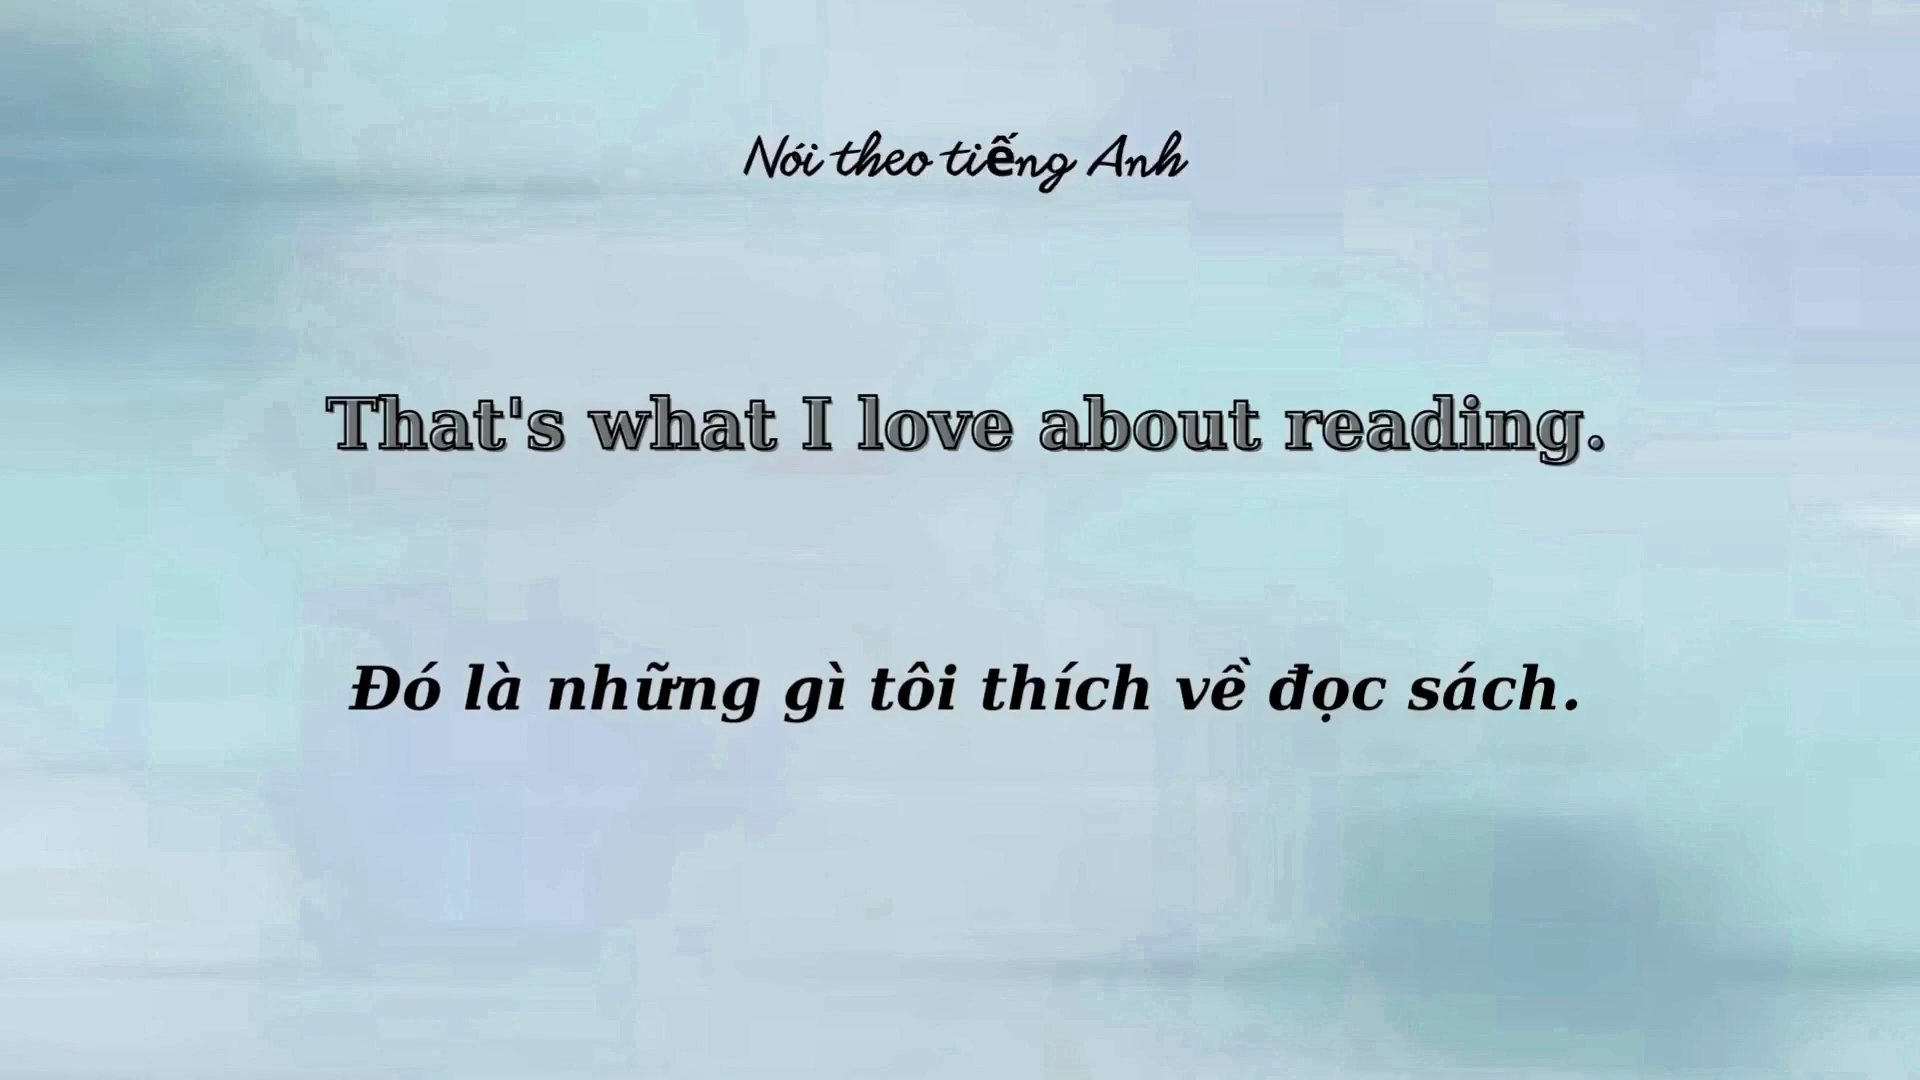 Nói theo tiếng Anh
That's what I love about reading.
Đó là những gì tôi thích về đọc sách.